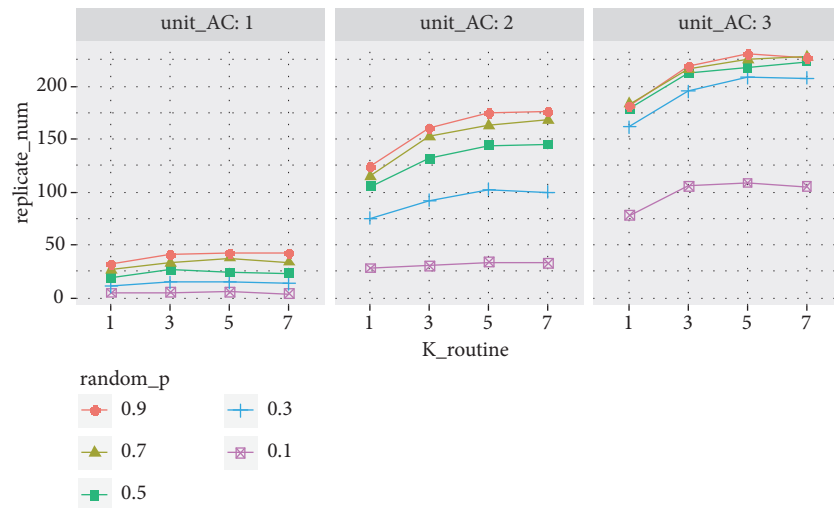 unit_AC: 1
unit_AC: 2
unit_AC: 3
replicate_num
200
150
100
50
0
1 3 5 7
1 3 5 7
1 3 5 7
K_routine
random_p
0.9
0.7
0.5
0.3
0.1